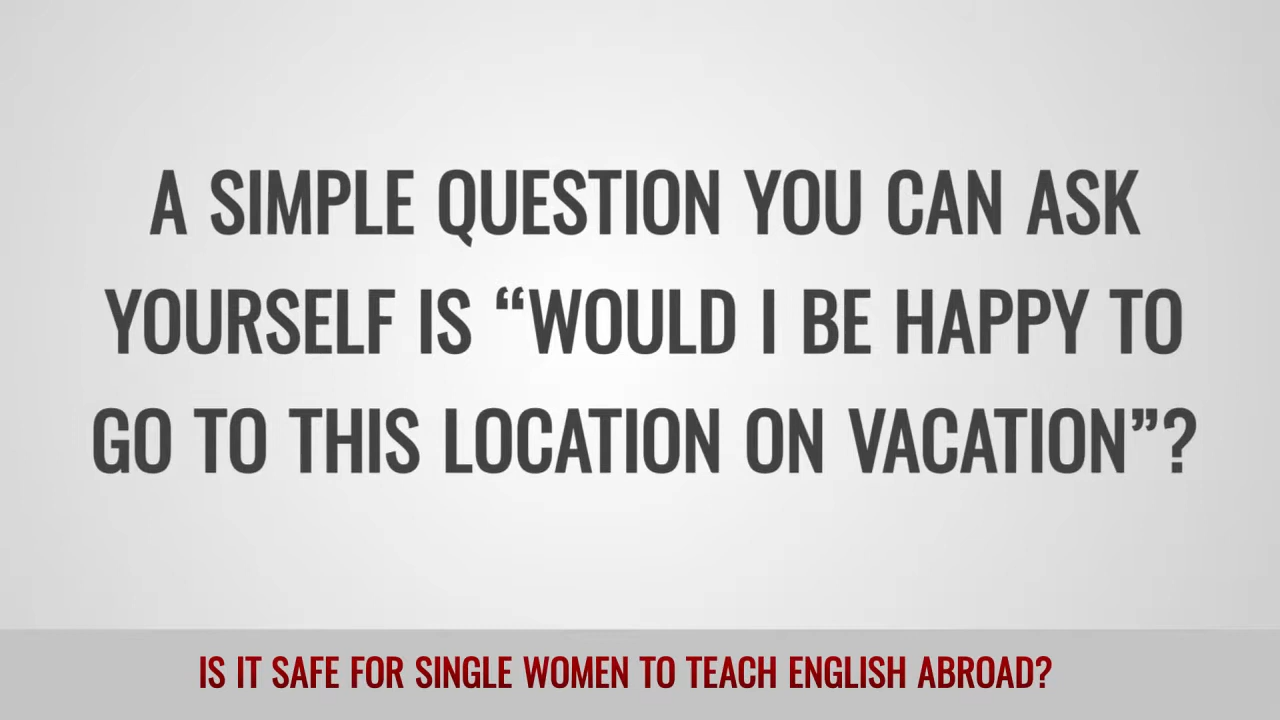 A SIMPLE QUESTION YOU CAN ASK
YOURSELF IS “WOULD I BE HAPPY TO
GO TO THIS LOCATION ON VACATION”?
IS IT SAFE FOR SINGLE WOMEN TO TEACH ENGLISH ABROAD?